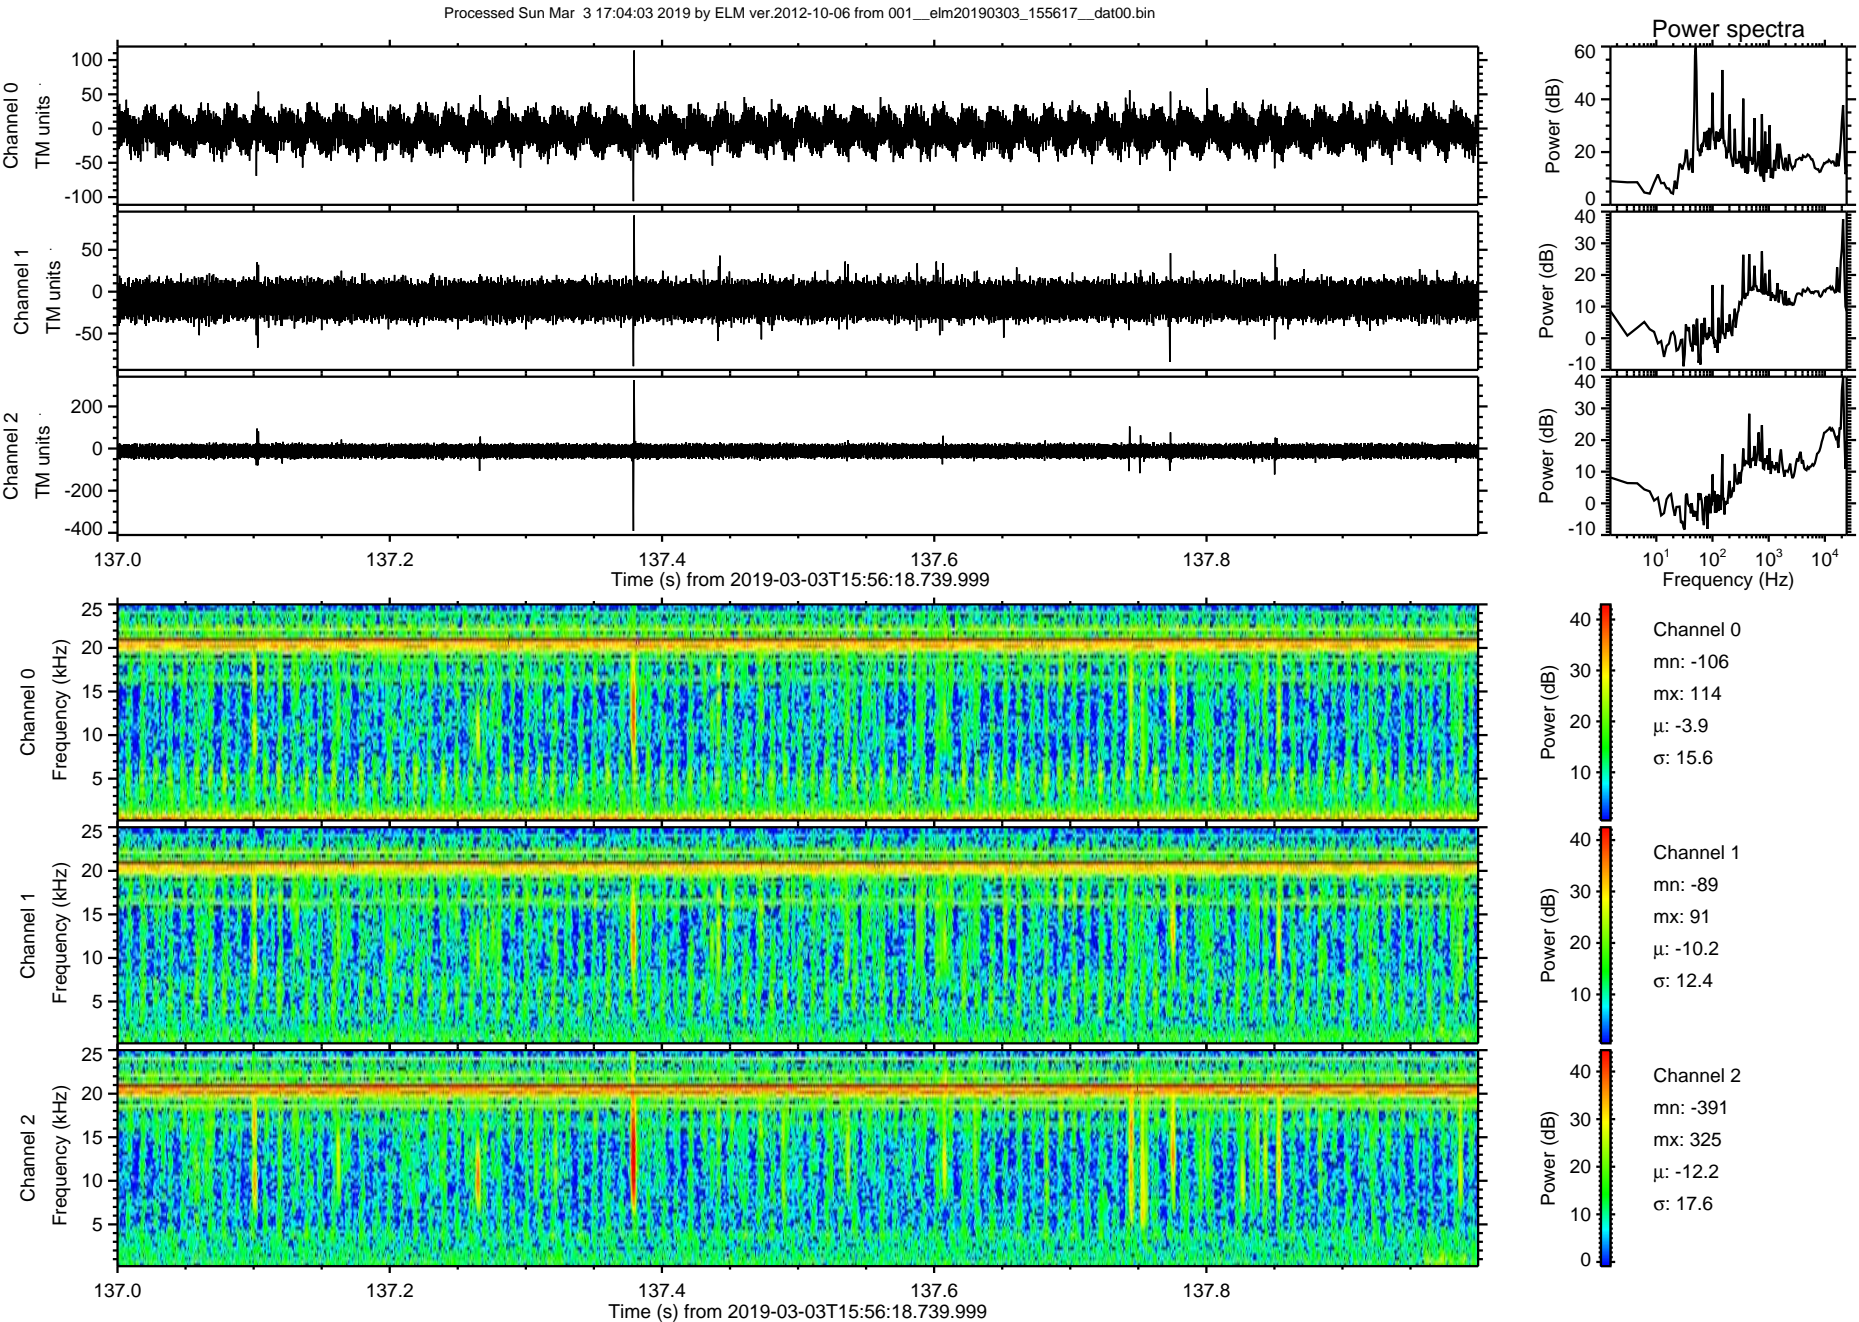 Processed Sun Mar  3 17:04:03 2019 by ELM ver.2012-10-06 from 001__elm20190303_155617__dat00.bin
Power spectra
Channel 0
TM units
100
50
0
-50
-100
Power (dB)
60
40
20
0
Channel 1
TM units
50
0
-50
Power (dB)
40
30
20
10
0
-10
Channel 2
TM units
200
0
-200
-400
Power (dB)
40
30
20
10
0
-10
137.0 137.2 137.4 137.6 137.8
Time (s) from 2019-03-03T15:56:18.739.999
10¹ 10² 10³ 10⁴
Frequency (Hz)
Channel 0
Frequency (kHz)
25
20
15
10
5
Power (dB)
40
30
20
10
Channel 0
mn: -106
mx: 114
μ: -3.9
σ: 15.6
Channel 1
Frequency (kHz)
25
20
15
10
5
Power (dB)
40
30
20
10
Channel 1
mn: -89
mx: 91
μ: -10.2
σ: 12.4
Channel 2
Frequency (kHz)
25
20
15
10
5
Power (dB)
40
30
20
10
0
Channel 2
mn: -391
mx: 325
μ: -12.2
σ: 17.6
137.0 137.2 137.4 137.6 137.8
Time (s) from 2019-03-03T15:56:18.739.999